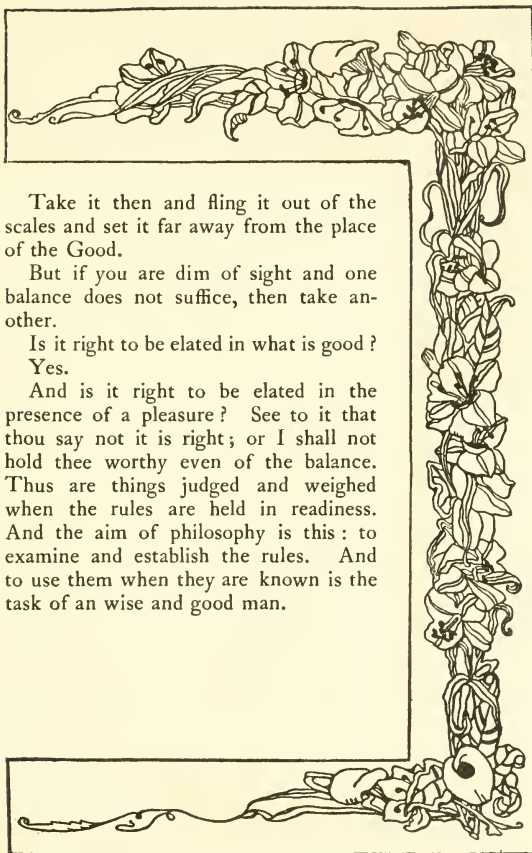 Take it then and fling it out of the
scales and set it far away from the place
of the Good.
But if you are dim of sight and one
balance does not suffice, then take an-
other.
Is it right to be elated in what is good ?
Yes.
And is it right to be elated in the
presence of a pleasure ? See to it that
thou say not it is right ; or I shall not
hold thee worthy even of the balance.
Thus are things judged and weighed
when the rules are held in readiness.
And the aim of philosophy is this : to
examine and establish the rules. And
to use them when they are known is the
task of an wise and good man.